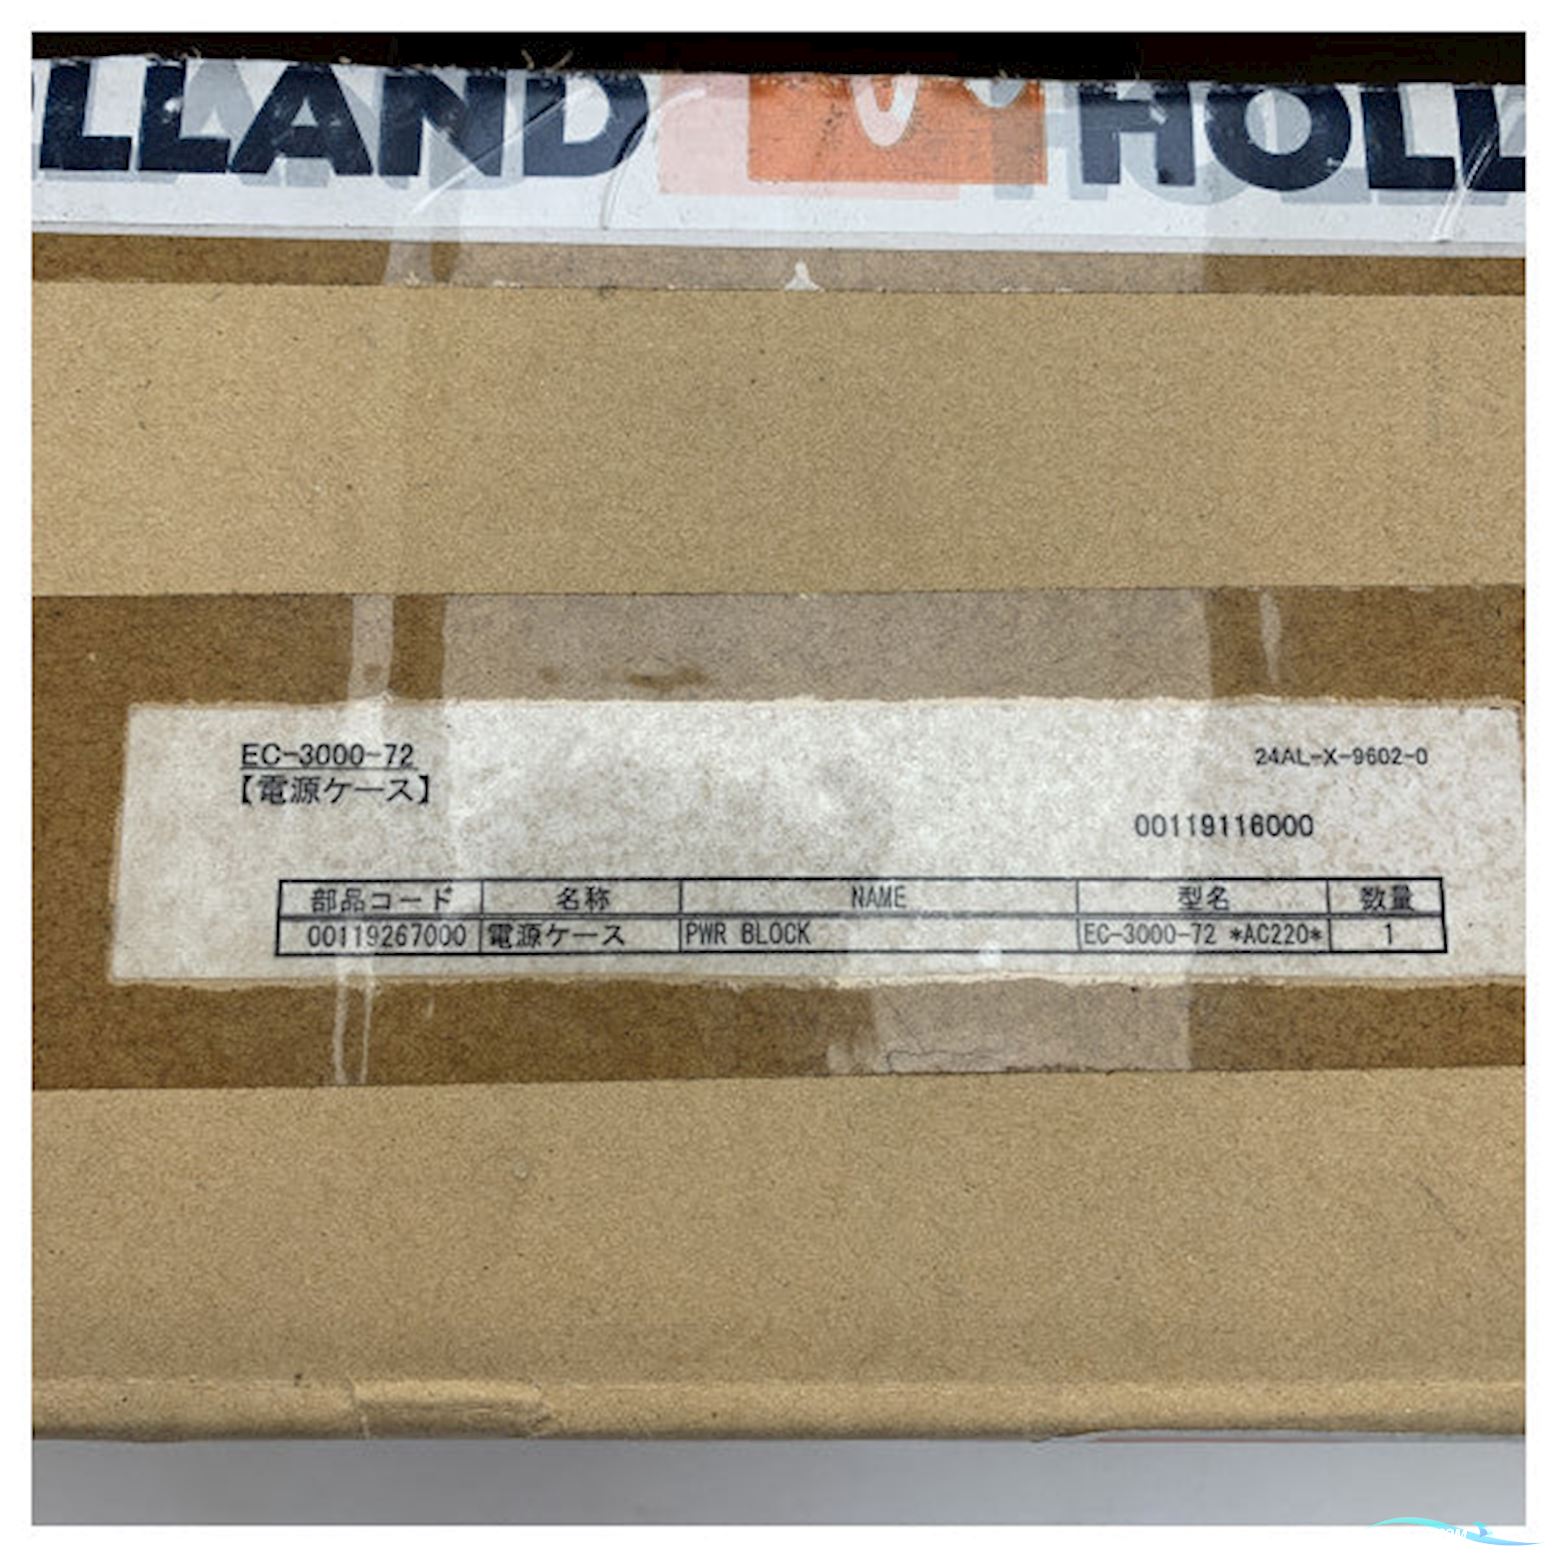 LLAND HOLL
EC-3000-72
24AL-X-9602-0
【電源ケース】
00119116000
部品コード 名称 NAME 型名 数量
00119267000 電源ケース PWR BLOCK EC-3000-72 *AC220* 1